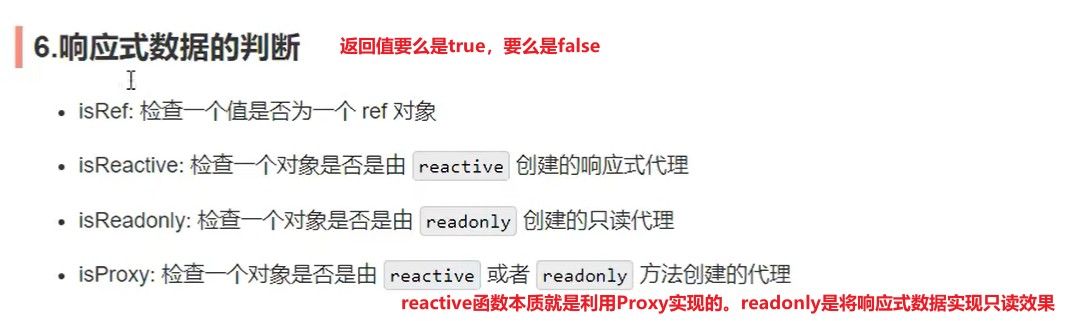 6.响应式数据的判断 返回值要么是true，要么是false
• isRef: 检查一个值是否为一个 ref 对象
• isReactive: 检查一个对象是否是由 reactive 创建的响应式代理
• isReadonly: 检查一个对象是否是由 readonly 创建的只读代理
• isProxy: 检查一个对象是否是由 reactive 或者 readonly 方法创建的代理
reactive函数本质就是利用Proxy实现的。readonly是将响应式数据实现只读效果